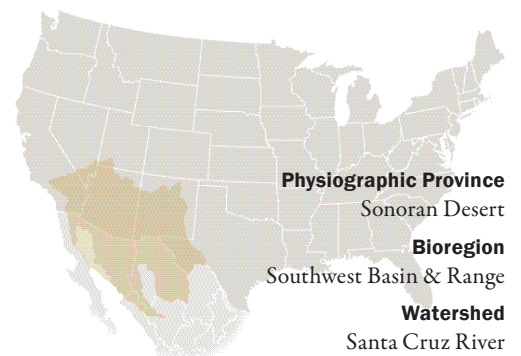 Physiographic Province
Sonoran Desert
Bioregion
Southwest Basin & Range
Watershed
Santa Cruz River